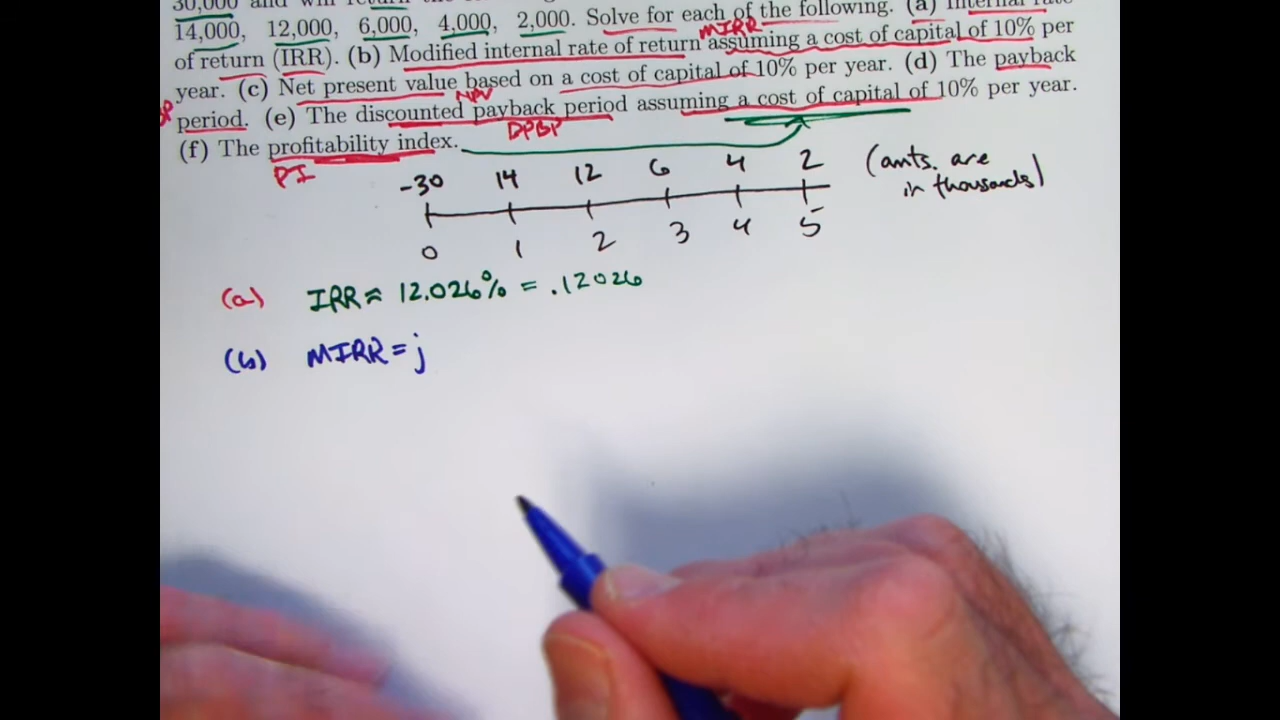 30,000 and will return the
14,000, 12,000, 6,000, 4,000, 2,000. Solve for each of the following. (a) Internal rate
MIRR
of return (IRR). (b) Modified internal rate of return assuming a cost of capital of 10% per
year. (c) Net present value based on a cost of capital of 10% per year. (d) The payback
NPV
period. (e) The discounted payback period assuming a cost of capital of 10% per year.
DPBP
(f) The profitability index.
PI
-30 14 12 6 4 2 (amts. are in thousands)
0 1 2 3 4 5
(a) IRR ≈ 12.026% = .12026
(b) MIRR = j